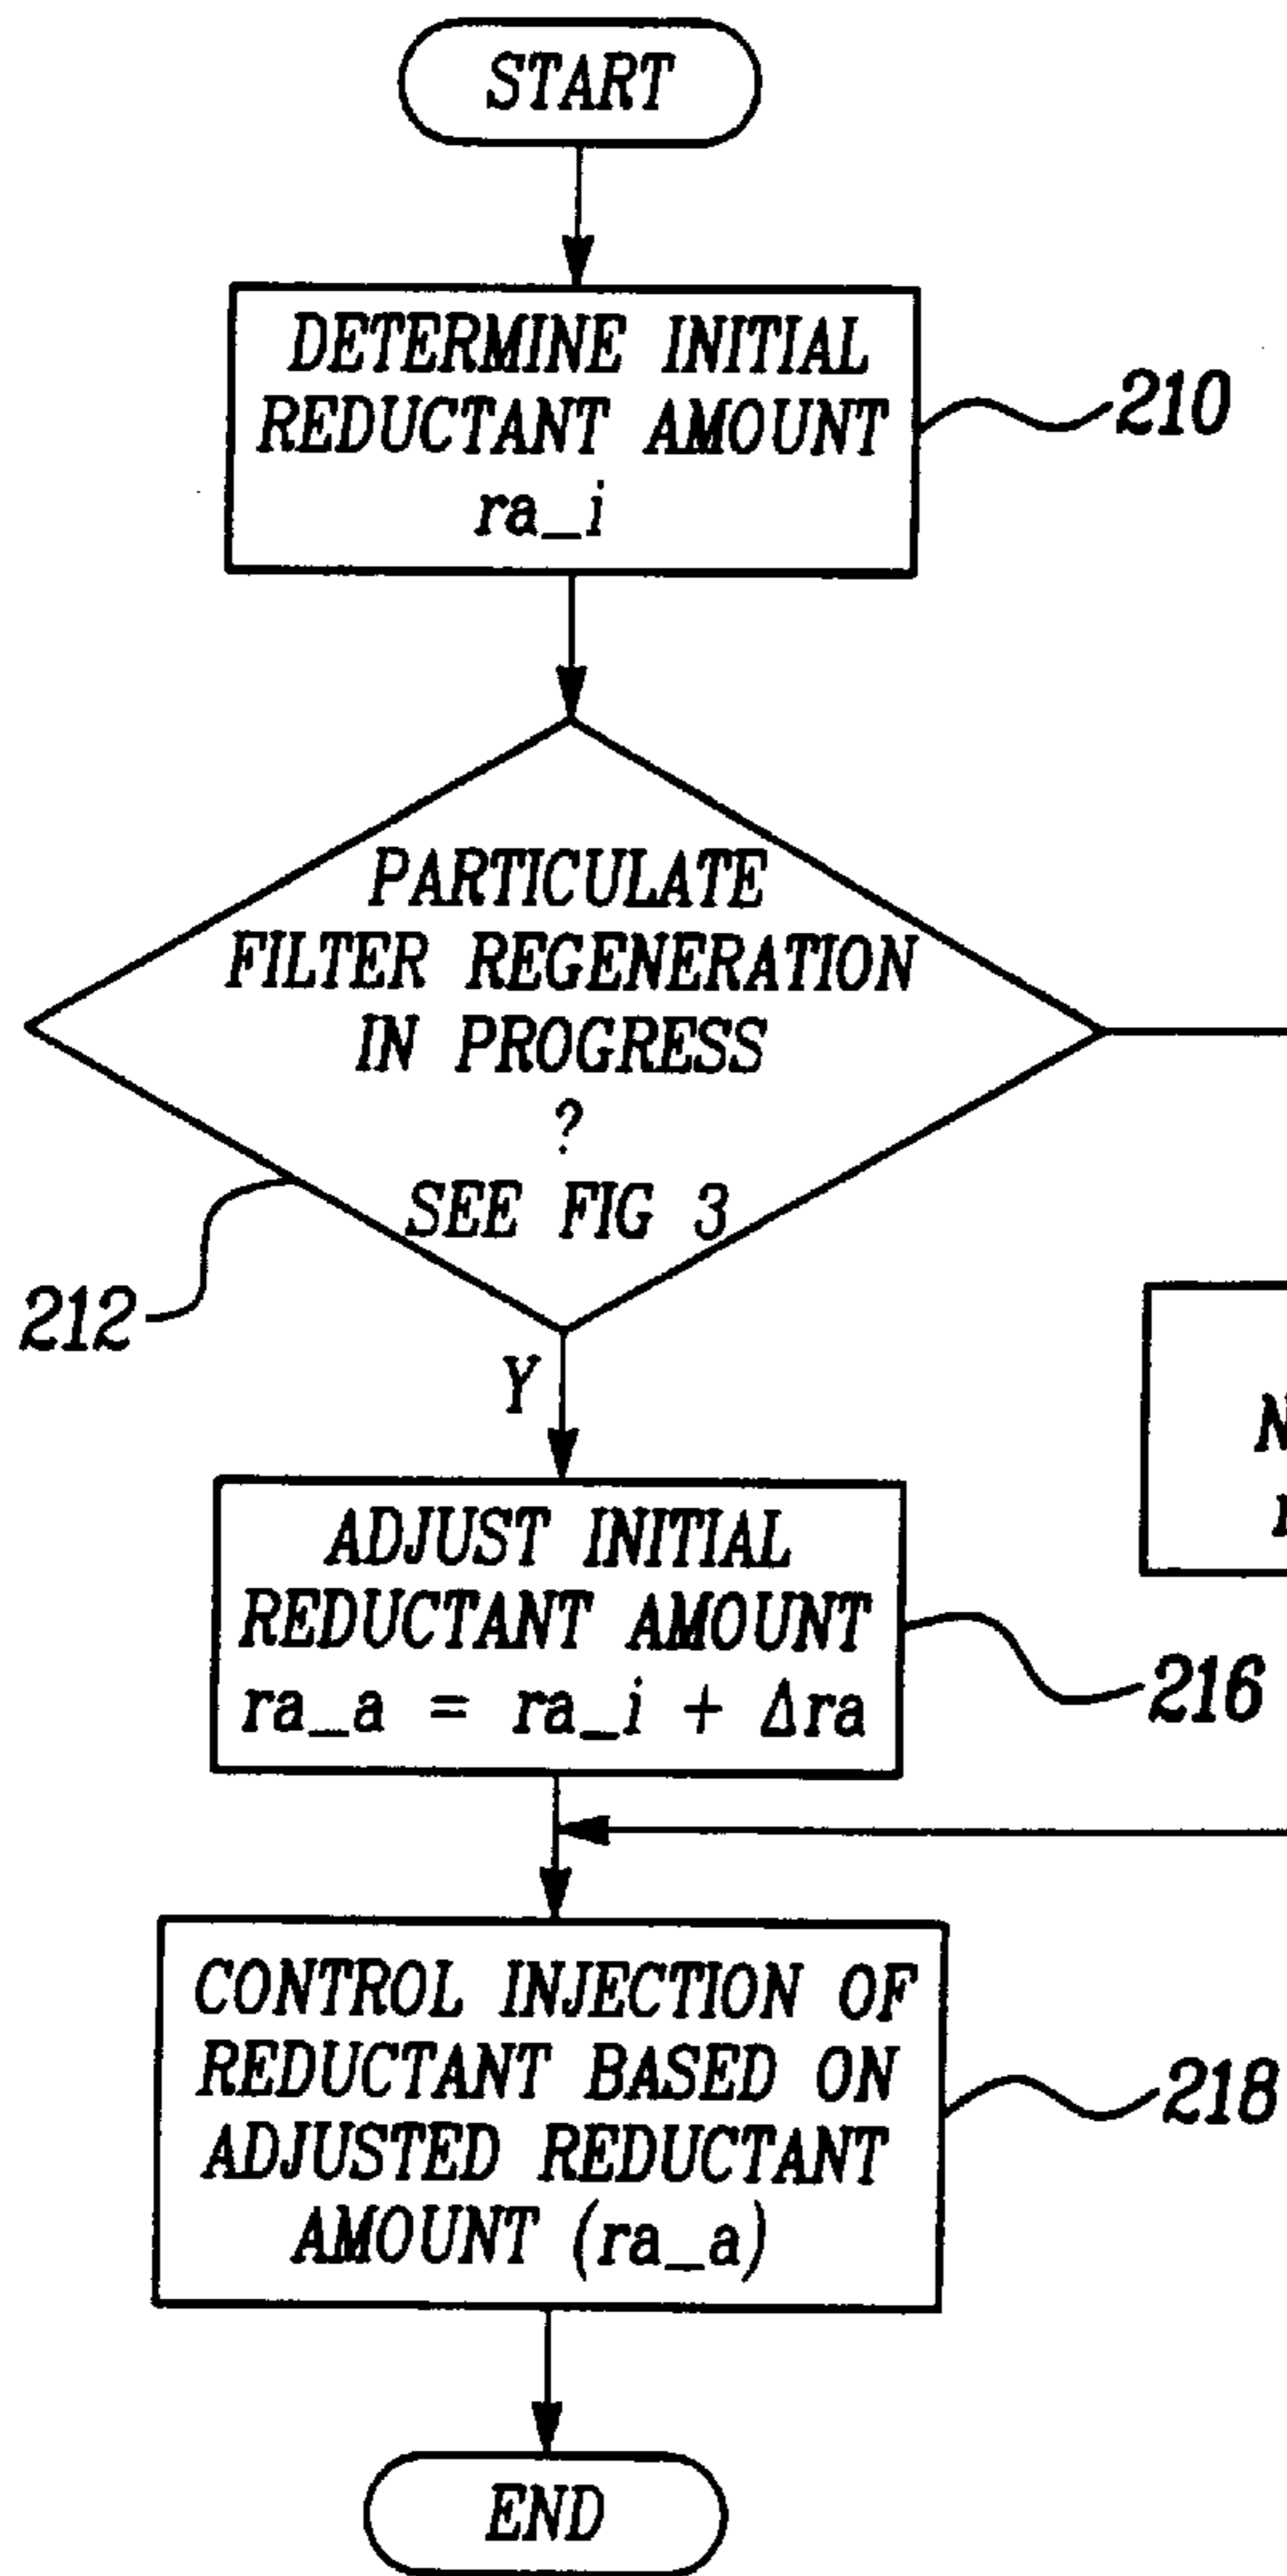 START
DETERMINE INITIAL
REDUCTANT AMOUNT
ra_i
210
PARTICULATE
FILTER REGENERATION
IN PROGRESS
?
SEE FIG 3
212
Y
ADJUST INITIAL
REDUCTANT AMOUNT
ra_a = ra_i + Δra
216
CONTROL INJECTION OF
REDUCTANT BASED ON
ADJUSTED REDUCTANT
AMOUNT (ra_a)
218
END